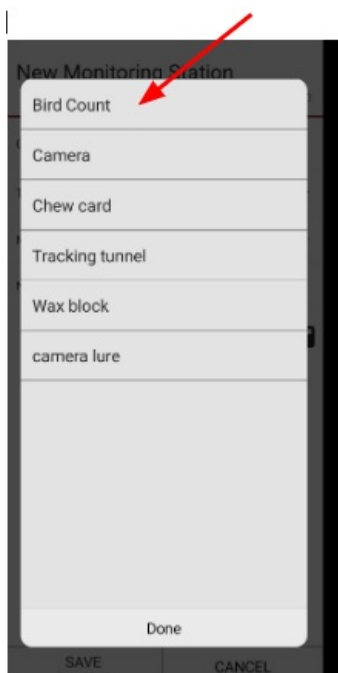 New Monitoring Station
Bird Count
Camera
Chew card
Tracking tunnel
Wax block
camera lure
Done
SAVE CANCEL